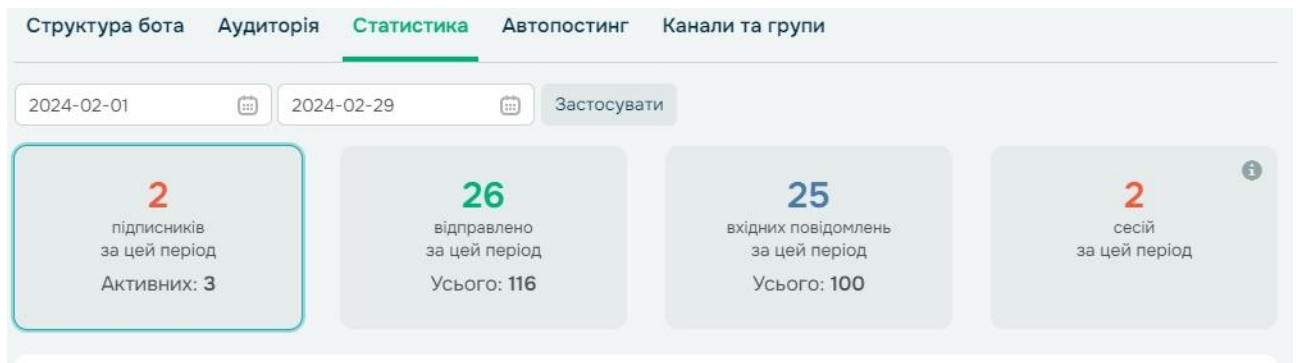 Структура бота Аудиторія Статистика Автопостинг Канали та групи
2024-02-01 2024-02-29 Застосувати
2
підписників
за цей період
Активних: 3
26
відправлено
за цей період
Усього: 116
25
вхідних повідомлень
за цей період
Усього: 100
2
сесій
за цей період